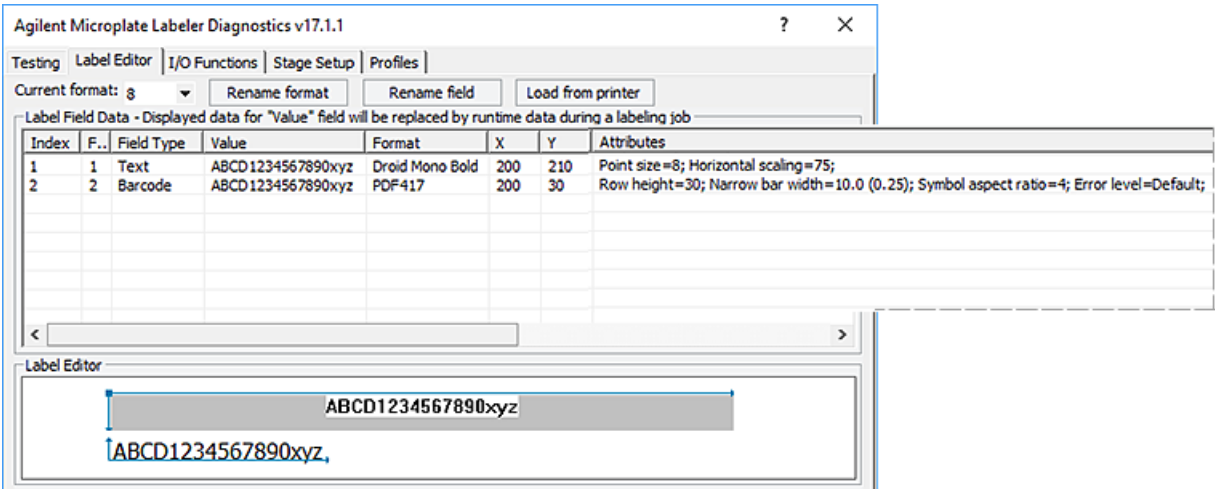 Agilent Microplate Labeler Diagnostics v17.1.1 ? X
Testing Label Editor I/O Functions Stage Setup Profiles
Current format: 8 Rename format Rename field Load from printer
Label Field Data - Displayed data for "Value" field will be replaced by runtime data during a labeling job
Index F.. Field Type Value Format X Y Attributes
1 1 Text ABCD1234567890xyz Droid Mono Bold 200 210 Point size=8; Horizontal scaling=75;
2 2 Barcode ABCD1234567890xyz PDF417 200 30 Row height=30; Narrow bar width=10.0 (0.25); Symbol aspect ratio=4; Error level=Default;
Label Editor
ABCD1234567890xyz
ABCD1234567890xyz